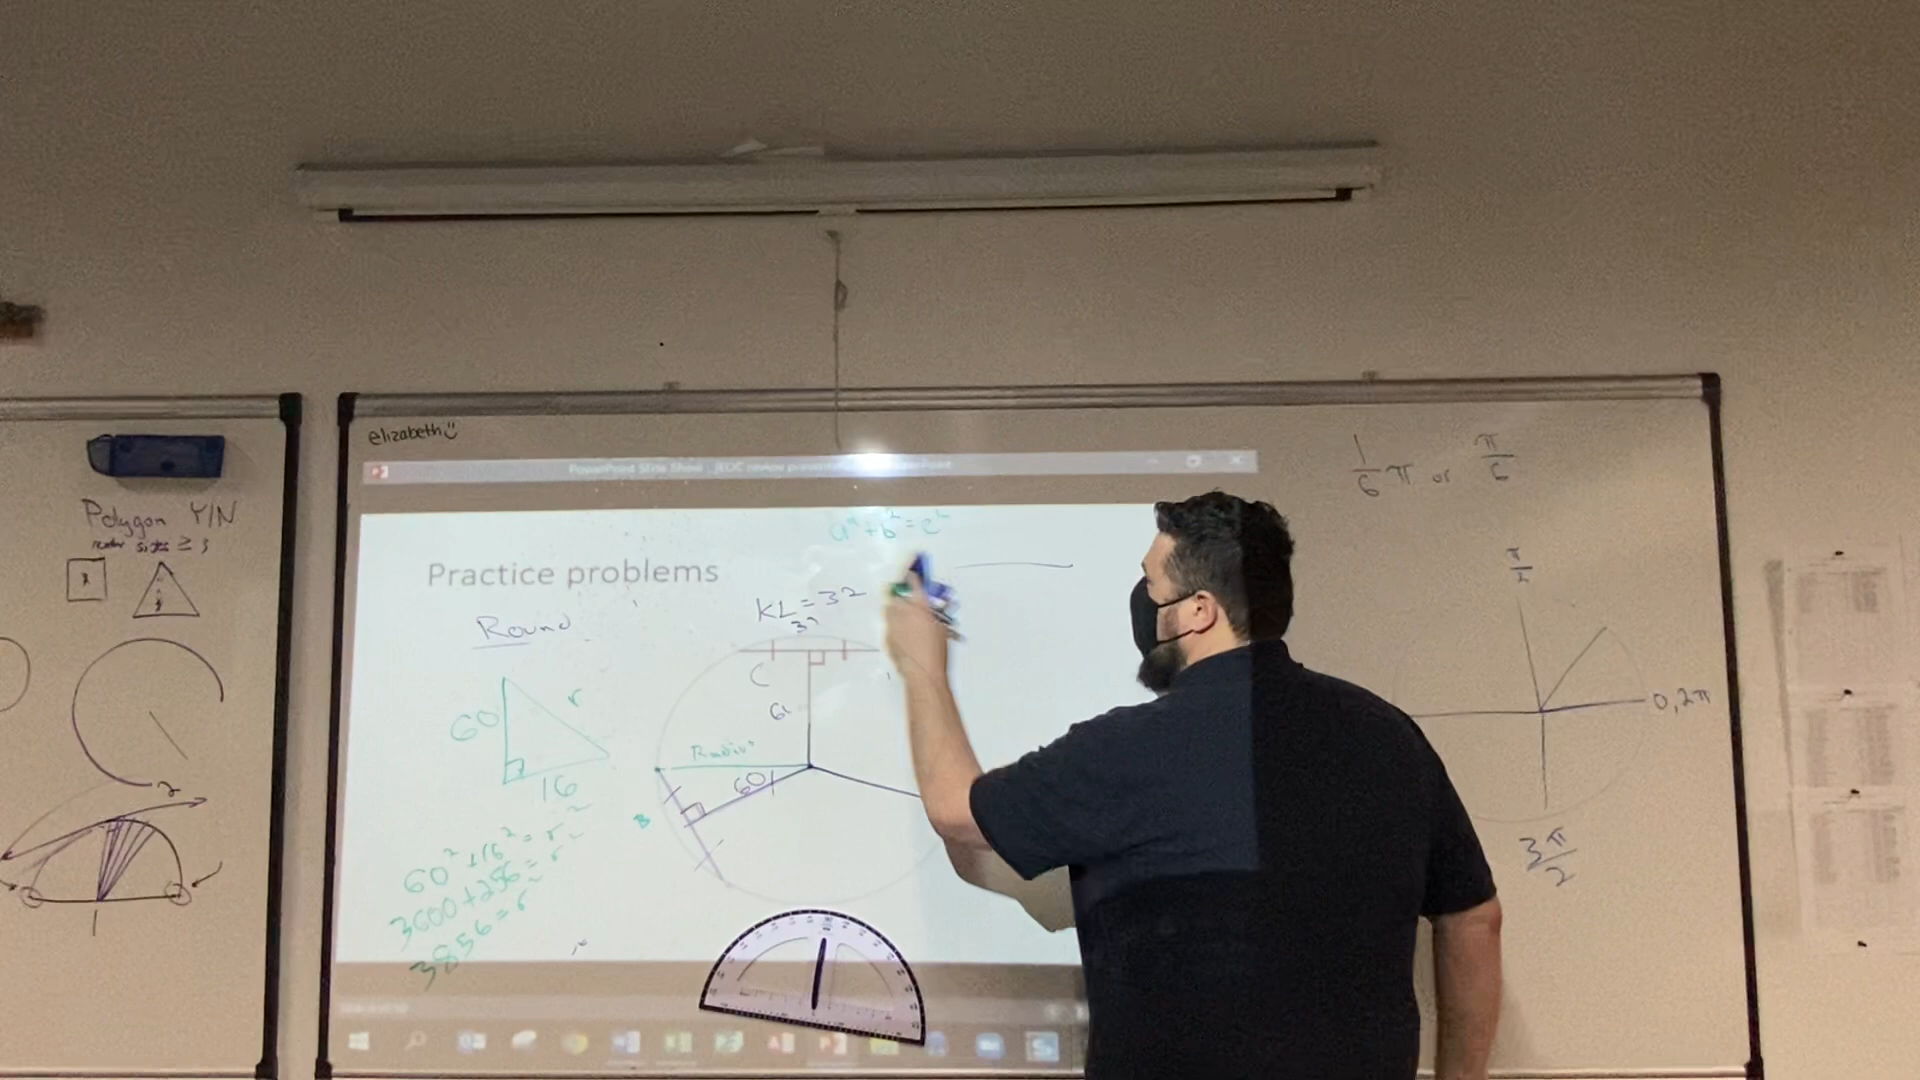 elizabeth
Polygon Y/N
sides ≥ 3
a² + b² = c²
Practice problems
Round
KL = 32
32
C
60
r
16
Radius
60
B
60² + 16² = r²
3600 + 256 = r²
3856 = r²
1/6 π or π/6
π/2
0, 2π
3π/2